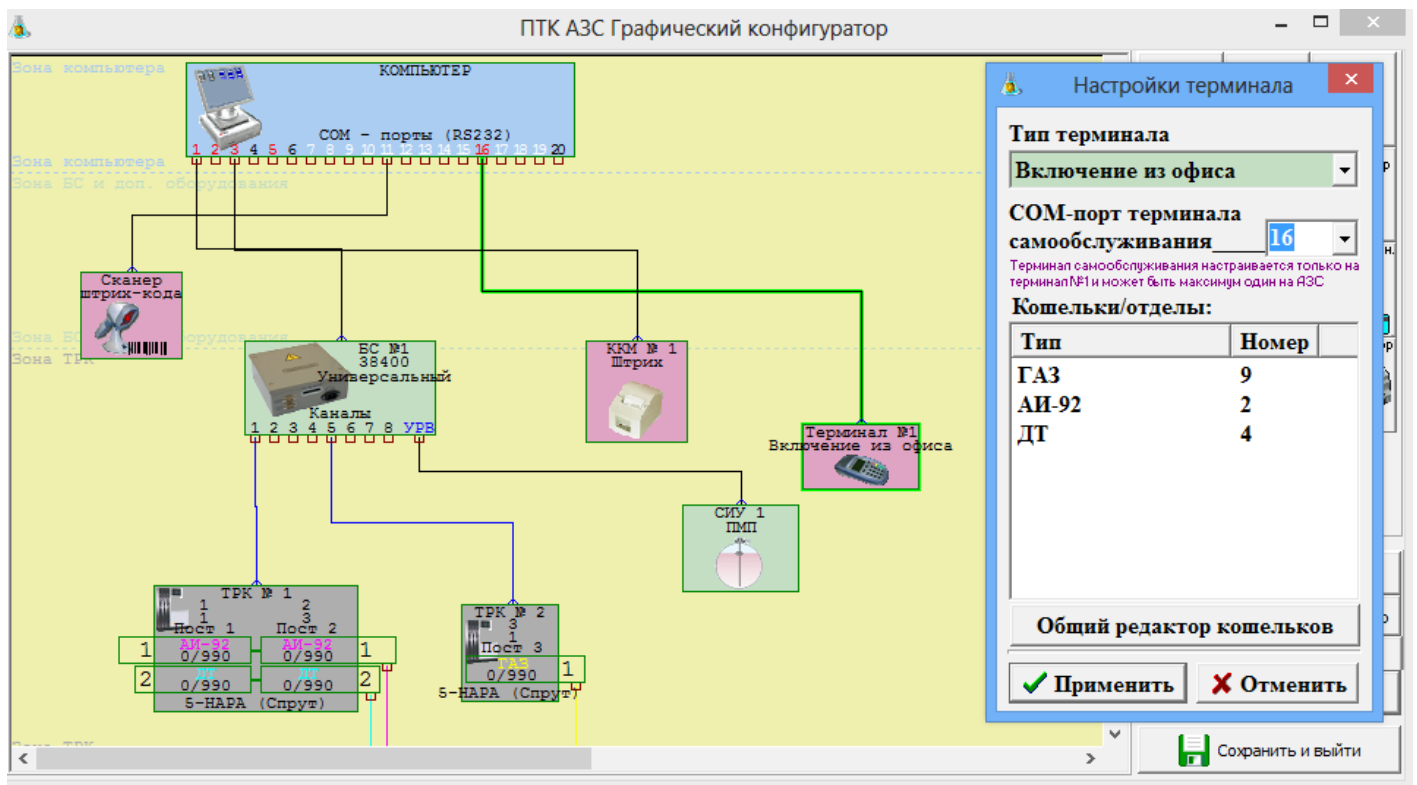 ПТК АЗС Графический конфигуратор
Зона компьютера
КОМПЬЮТЕР
COM - порты (RS232)
1 2 3 4 5 6 7 8 9 10 11 12 13 14 15 16 17 18 19 20
Зона компьютера
Зона БС и доп. оборудования
Сканер
штрих-кода
Зона ТРК
БС №1
38400
Универсальный
Каналы
1 2 3 4 5 6 7 8 УРВ
ККМ № 1
Штрих
Терминал №1
Включение из офиса
СИУ 1
ПМП
ТРК № 1
1 2
1 3
Пост 1 Пост 2
1 АИ-92 АИ-92 1
0/990 0/990
2 ДТ ДТ 2
0/990 0/990
5-НАРА (Спрут)
ТРК № 2
3
1
Пост 3
ГАЗ 1
0/990
5-НАРА (Спрут)
Зона ТРК
Настройки терминала
Тип терминала
Включение из офиса
COM-порт терминала
самообслуживания_____ 16
Терминал самообслуживания настраивается только на
терминал №1 и может быть максимум один на АЗС
Кошельки/отделы:
Тип Номер
ГАЗ 9
АИ-92 2
ДТ 4
Общий редактор кошельков
Применить Отменить
Сохранить и выйти